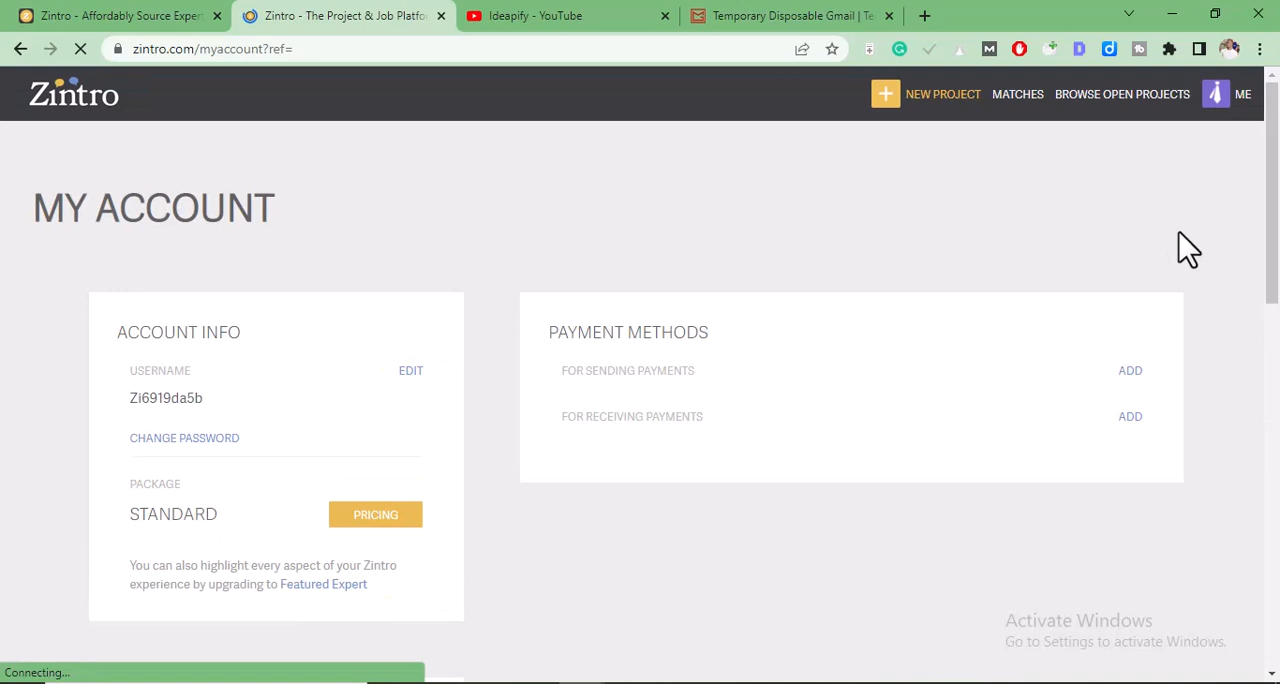 Zintro - Affordably Source Exper
Zintro - The Project & Job Platfo
Ideapify - YouTube
Temporary Disposable Gmail | Te
zintro.com/myaccount?ref=
Zintro
NEW PROJECT
MATCHES
BROWSE OPEN PROJECTS
ME
MY ACCOUNT
ACCOUNT INFO
USERNAME
EDIT
Zi6919da5b
CHANGE PASSWORD
PACKAGE
STANDARD
PRICING
You can also highlight every aspect of your Zintro
experience by upgrading to Featured Expert
PAYMENT METHODS
FOR SENDING PAYMENTS
ADD
FOR RECEIVING PAYMENTS
ADD
Activate Windows
Go to Settings to activate Windows.
Connecting...